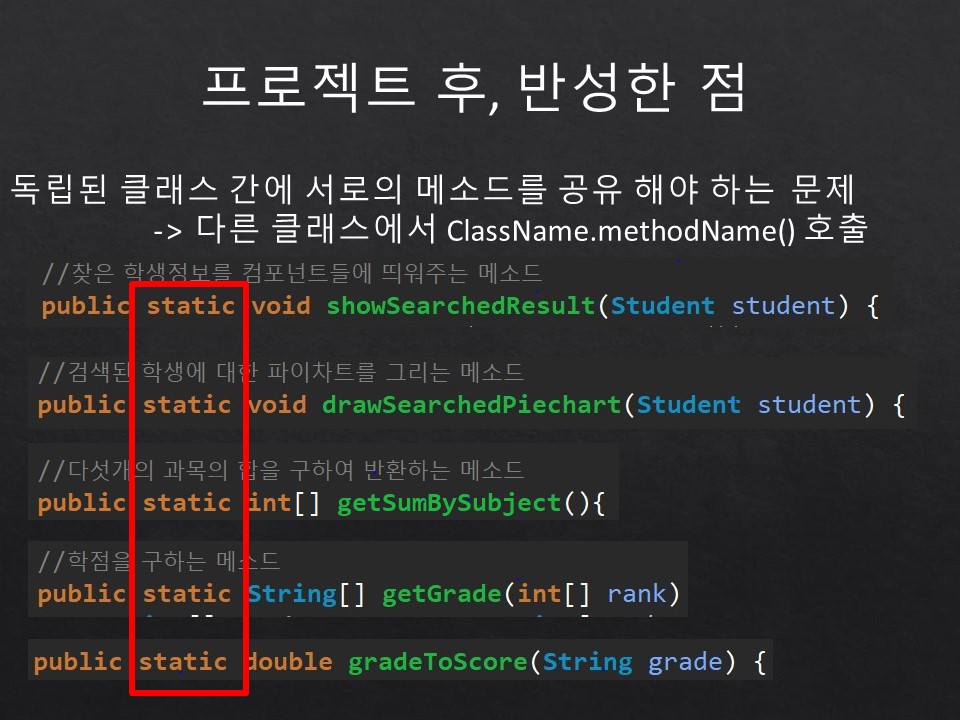 프로젝트 후, 반성한 점
독립된 클래스 간에 서로의 메소드를 공유 해야 하는 문제
-> 다른 클래스에서 ClassName.methodName() 호출
//찾은 학생정보를 컴포넌트들에 띄워주는 메소드
public static void showSearchedResult(Student student) {
//검색된 학생에 대한 파이차트를 그리는 메소드
public static void drawSearchedPiechart(Student student) {
//다섯개의 과목의 합을 구하여 반환하는 메소드
public static int[] getSumBySubject(){
//학점을 구하는 메소드
public static String[] getGrade(int[] rank)
public static double gradeToScore(String grade) {